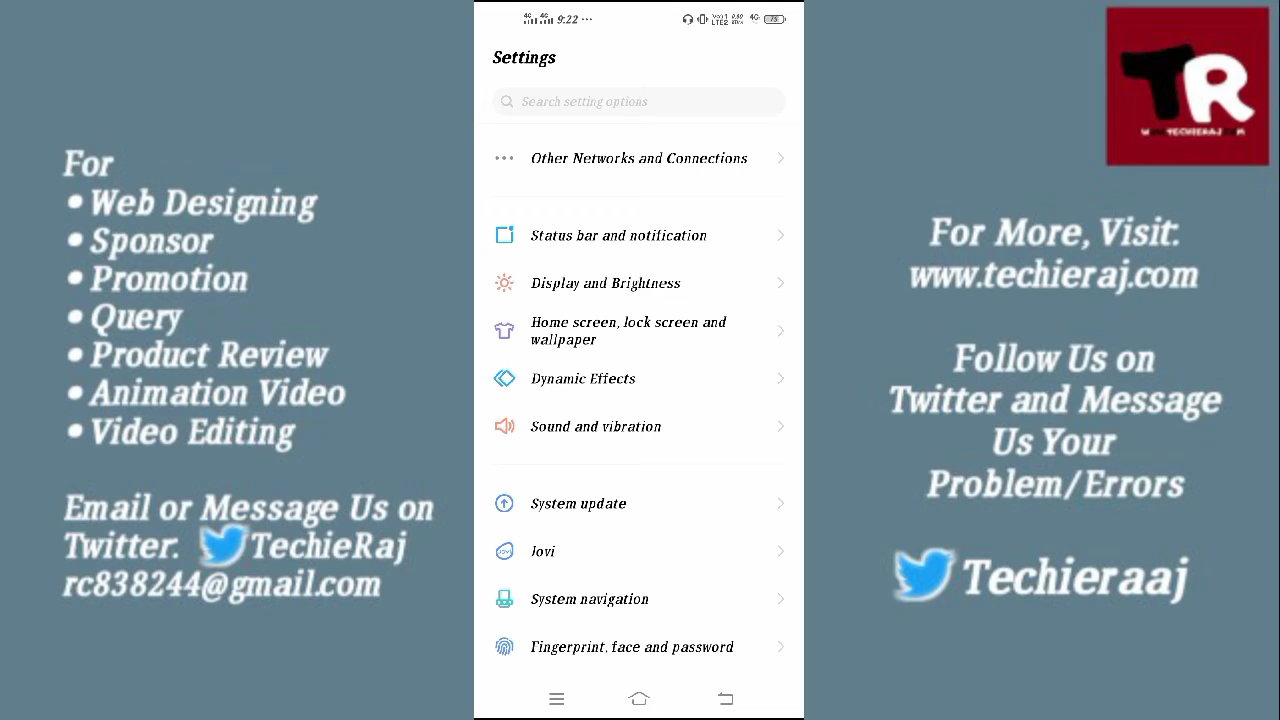 For
• Web Designing
• Sponsor
• Promotion
• Query
• Product Review
• Animation Video
• Video Editing
Email or Message Us on
Twitter. TechieRaj
rc838244@gmail.com
4G 4G 9:22 ···
4G 73
Settings
Search setting options
Other Networks and Connections
Status bar and notification
Display and Brightness
Home screen, lock screen and
wallpaper
Dynamic Effects
Sound and vibration
System update
Jovi
System navigation
Fingerprint, face and password
TR
For More, Visit:
www.techieraj.com
Follow Us on
Twitter and Message
Us Your
Problem/Errors
Techieraaj